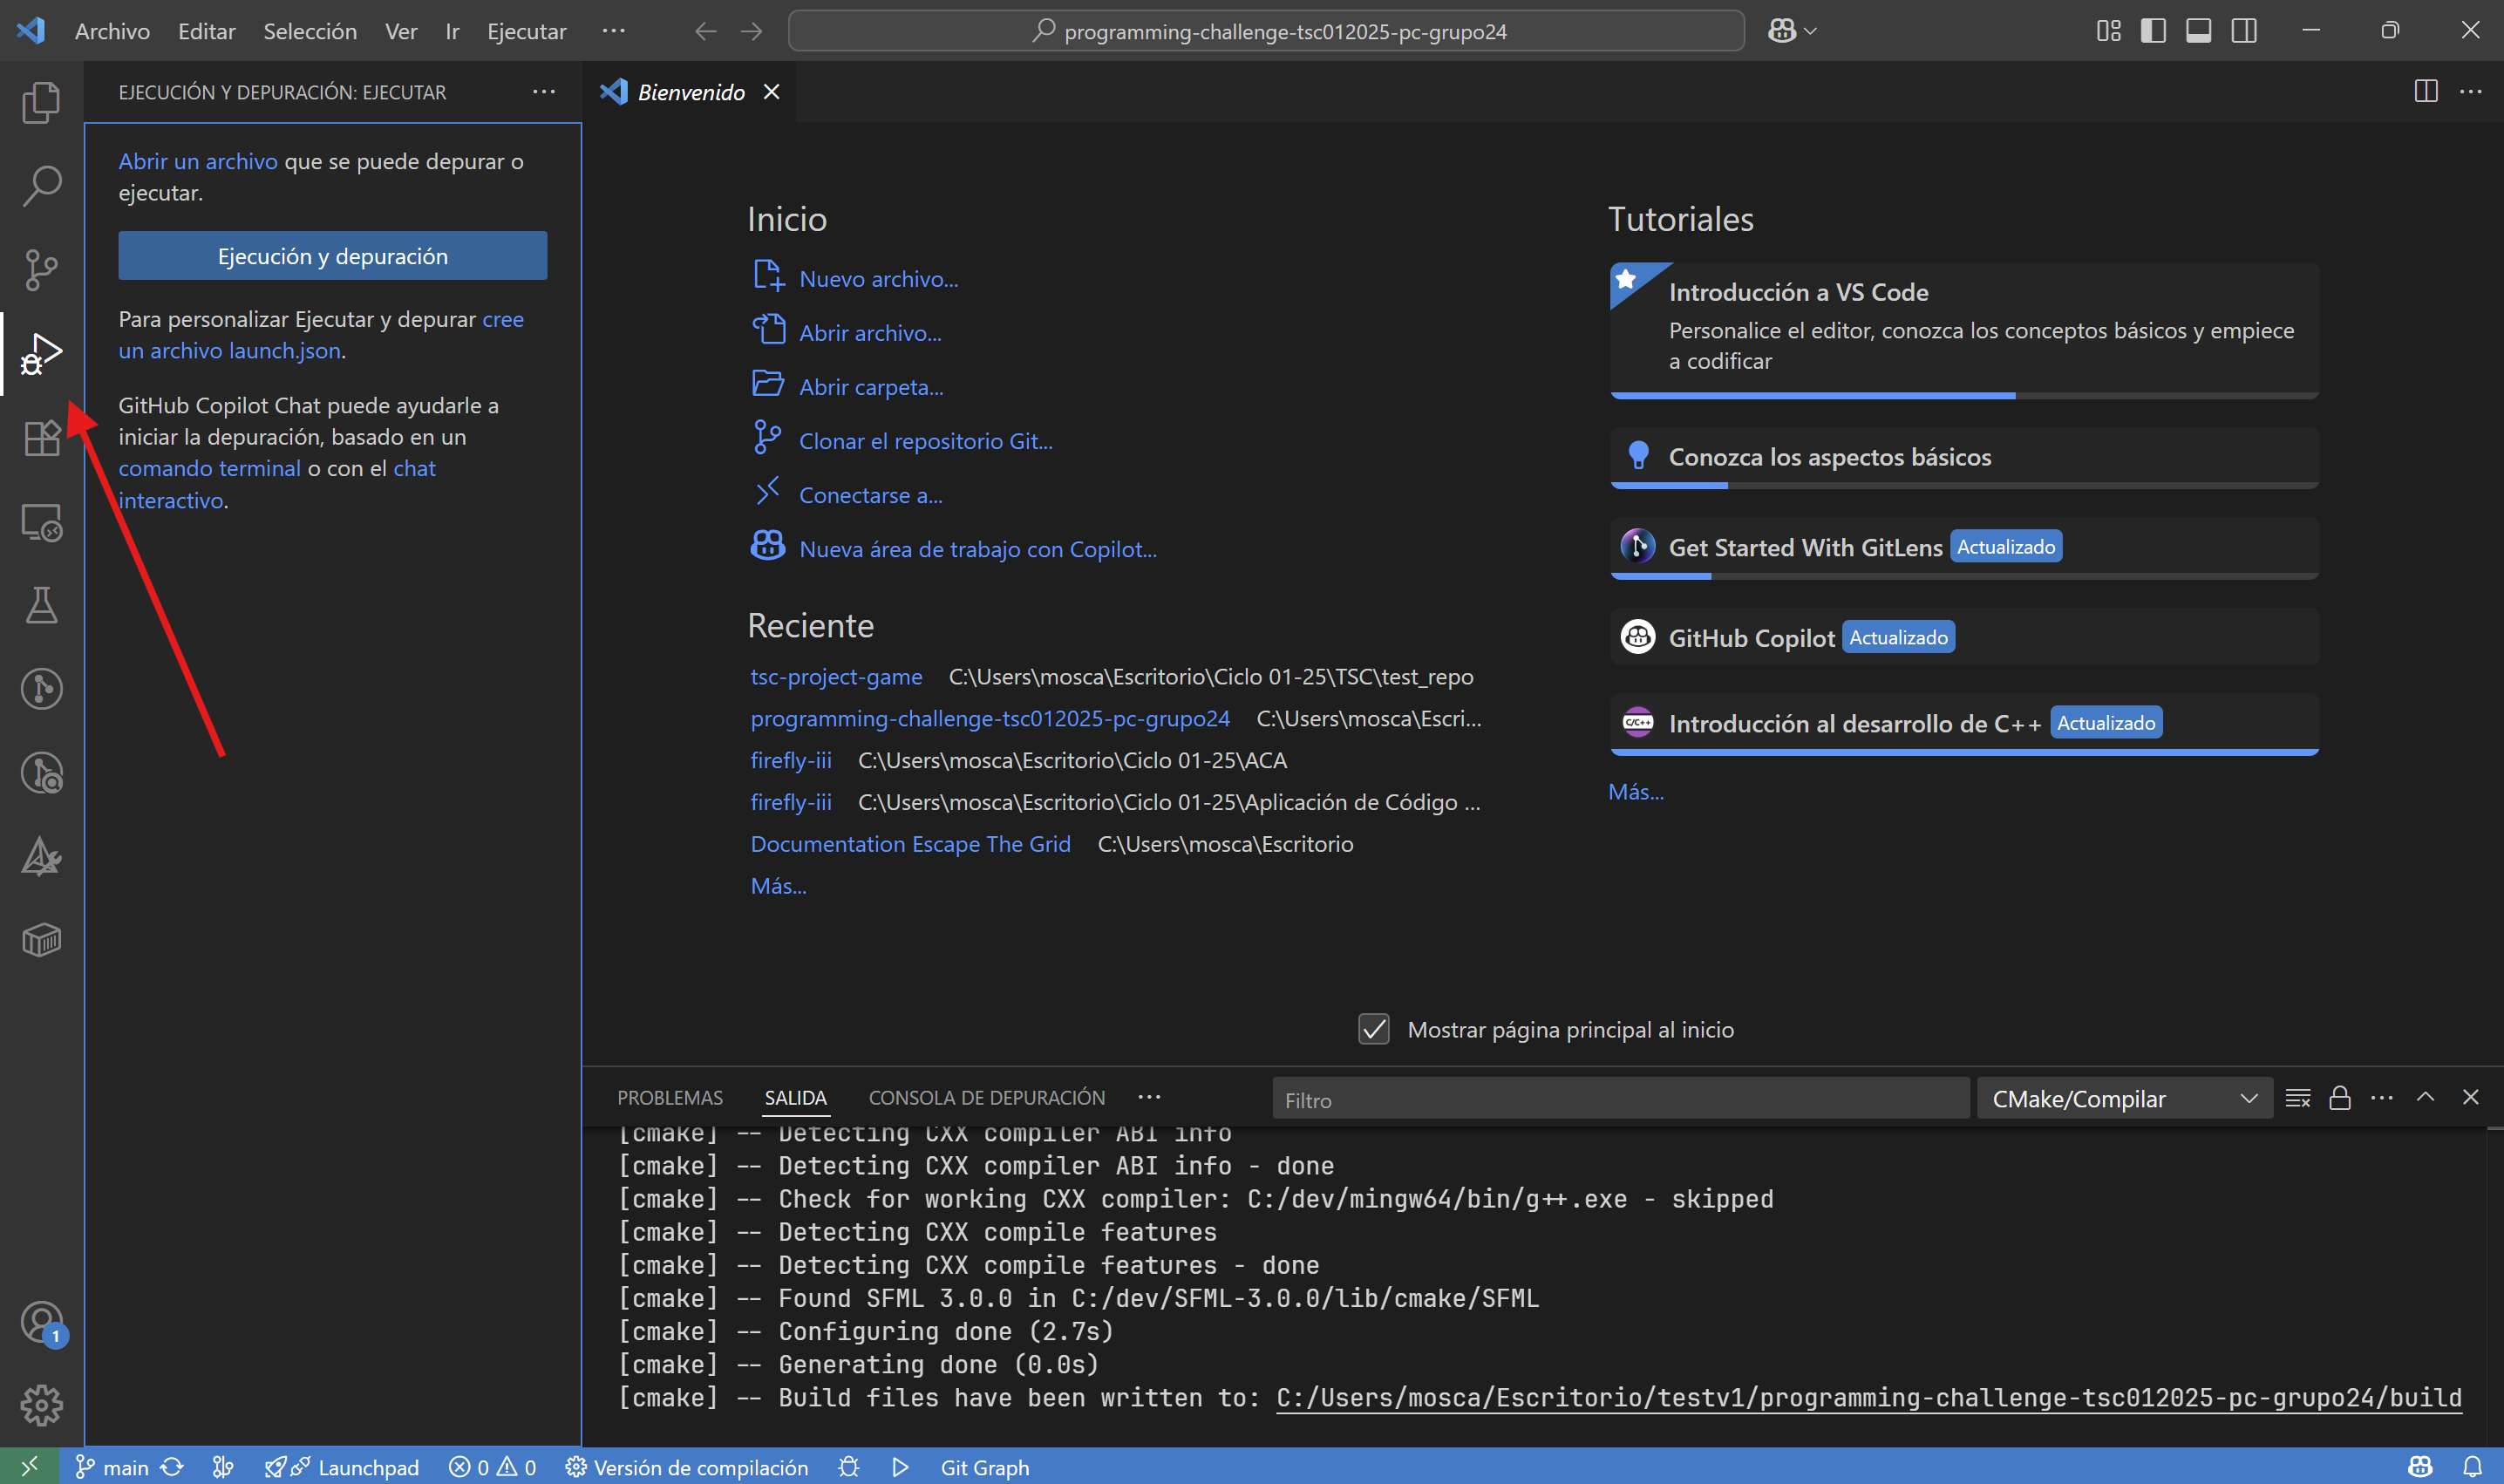 Archivo Editar Selección Ver Ir Ejecutar ···
programming-challenge-tsc012025-pc-grupo24
EJECUCIÓN Y DEPURACIÓN: EJECUTAR ···
Abrir un archivo que se puede depurar o
ejecutar.
Ejecución y depuración
Para personalizar Ejecutar y depurar cree
un archivo launch.json.
GitHub Copilot Chat puede ayudarle a
iniciar la depuración, basado en un
comando terminal o con el chat
interactivo.
Bienvenido
Inicio
Nuevo archivo...
Abrir archivo...
Abrir carpeta...
Clonar el repositorio Git...
Conectarse a...
Nueva área de trabajo con Copilot...
Reciente
tsc-project-game C:\Users\mosca\Escritorio\Ciclo 01-25\TSC\test_repo
programming-challenge-tsc012025-pc-grupo24 C:\Users\mosca\Escri...
firefly-iii C:\Users\mosca\Escritorio\Ciclo 01-25\ACA
firefly-iii C:\Users\mosca\Escritorio\Ciclo 01-25\Aplicación de Código ...
Documentation Escape The Grid C:\Users\mosca\Escritorio
Más...
Tutoriales
Introducción a VS Code
Personalice el editor, conozca los conceptos básicos y empiece
a codificar
Conozca los aspectos básicos
Get Started With GitLens Actualizado
GitHub Copilot Actualizado
C/C++ Introducción al desarrollo de C++ Actualizado
Más...
Mostrar página principal al inicio
PROBLEMAS SALIDA CONSOLA DE DEPURACIÓN ··· Filtro CMake/Compilar
[cmake] -- Detecting CXX compiler ABI info
[cmake] -- Detecting CXX compiler ABI info - done
[cmake] -- Check for working CXX compiler: C:/dev/mingw64/bin/g++.exe - skipped
[cmake] -- Detecting CXX compile features
[cmake] -- Detecting CXX compile features - done
[cmake] -- Found SFML 3.0.0 in C:/dev/SFML-3.0.0/lib/cmake/SFML
[cmake] -- Configuring done (2.7s)
[cmake] -- Generating done (0.0s)
[cmake] -- Build files have been written to: C:/Users/mosca/Escritorio/testv1/programming-challenge-tsc012025-pc-grupo24/build
1
main Launchpad 0 0 Versión de compilación Git Graph